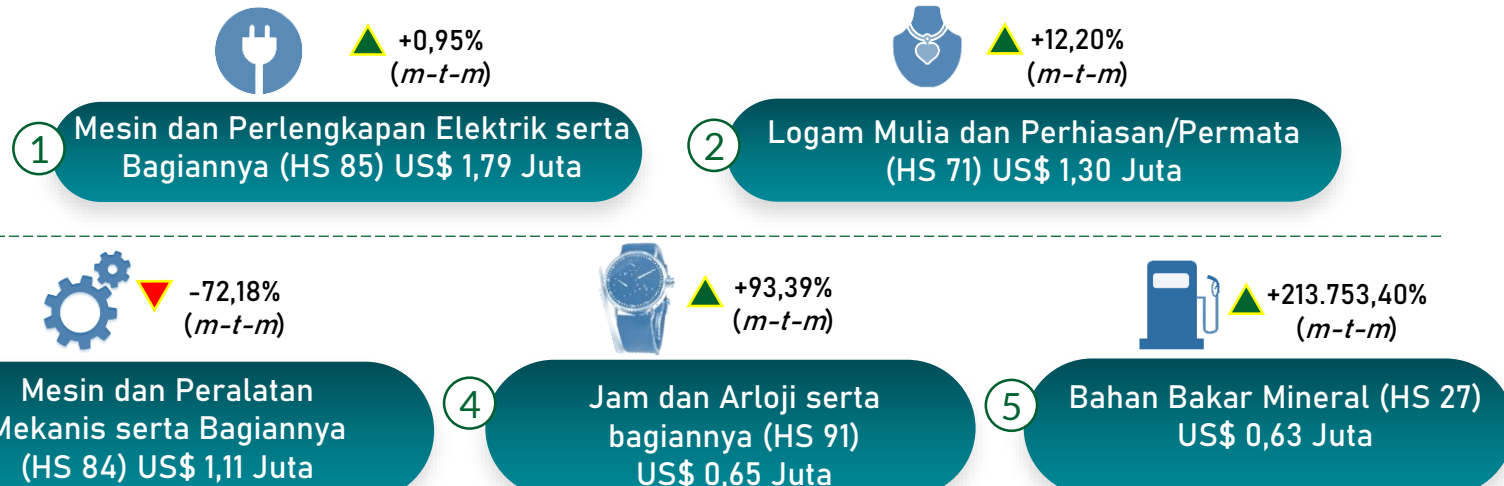 +0,95%
(m-t-m)
1
Mesin dan Perlengkapan Elektrik serta
Bagiannya (HS 85) US$ 1,79 Juta
+12,20%
(m-t-m)
2
Logam Mulia dan Perhiasan/Permata
(HS 71) US$ 1,30 Juta
-72,18%
(m-t-m)
Mesin dan Peralatan
Mekanis serta Bagiannya
(HS 84) US$ 1,11 Juta
+93,39%
(m-t-m)
4
Jam dan Arloji serta
bagiannya (HS 91)
US$ 0,65 Juta
+213.753,40%
(m-t-m)
5
Bahan Bakar Mineral (HS 27)
US$ 0,63 Juta